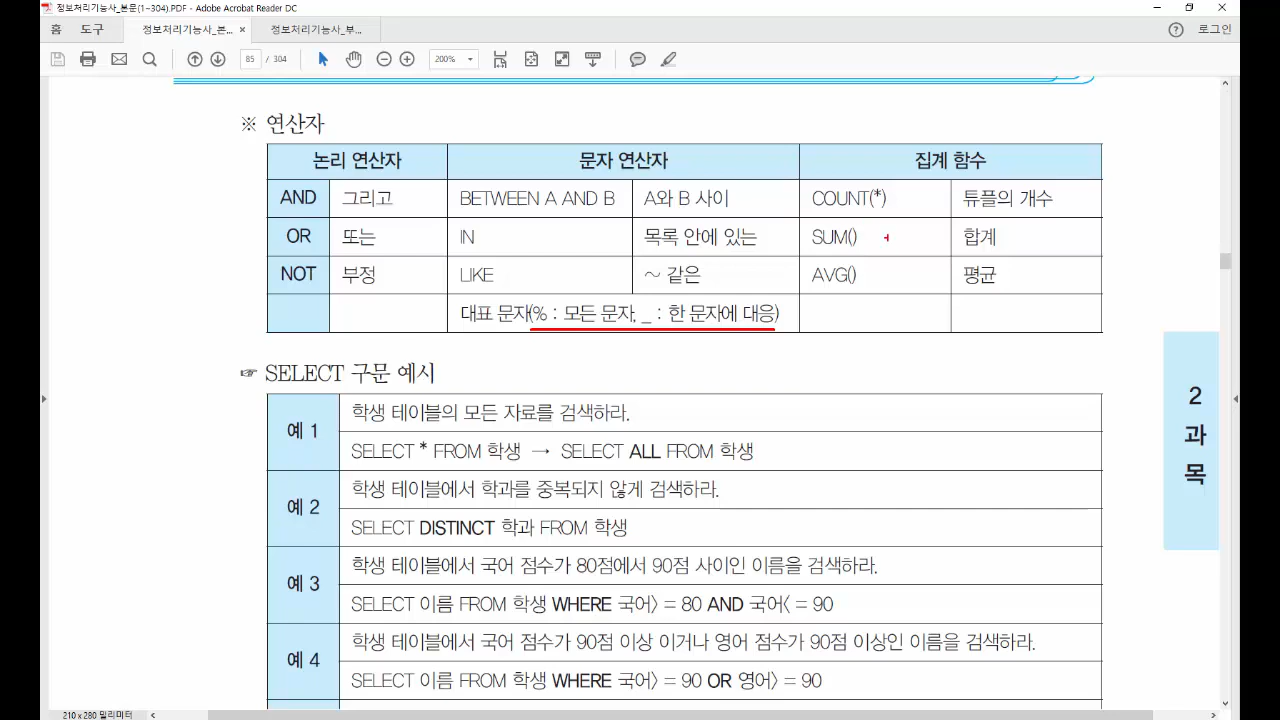 정보처리기능사_본문(1~304).PDF - Adobe Acrobat Reader DC
홈 도구 정보처리기능사_본... × 정보처리기능사_부... 로그인
85 / 304 200%
※ 연산자
논리 연산자 문자 연산자 집계 함수
AND 그리고 BETWEEN A AND B A와 B 사이 COUNT(*) 튜플의 개수
OR 또는 IN 목록 안에 있는 SUM() 합계
NOT 부정 LIKE ~ 같은 AVG() 평균
대표 문자(% : 모든 문자, _ : 한 문자에 대응)
☞ SELECT 구문 예시
예 1 학생 테이블의 모든 자료를 검색하라.
SELECT * FROM 학생 → SELECT ALL FROM 학생
예 2 학생 테이블에서 학과를 중복되지 않게 검색하라.
SELECT DISTINCT 학과 FROM 학생
예 3 학생 테이블에서 국어 점수가 80점에서 90점 사이인 이름을 검색하라.
SELECT 이름 FROM 학생 WHERE 국어> = 80 AND 국어< = 90
예 4 학생 테이블에서 국어 점수가 90점 이상 이거나 영어 점수가 90점 이상인 이름을 검색하라.
SELECT 이름 FROM 학생 WHERE 국어> = 90 OR 영어> = 90
2
과
목
210 x 280 밀리미터